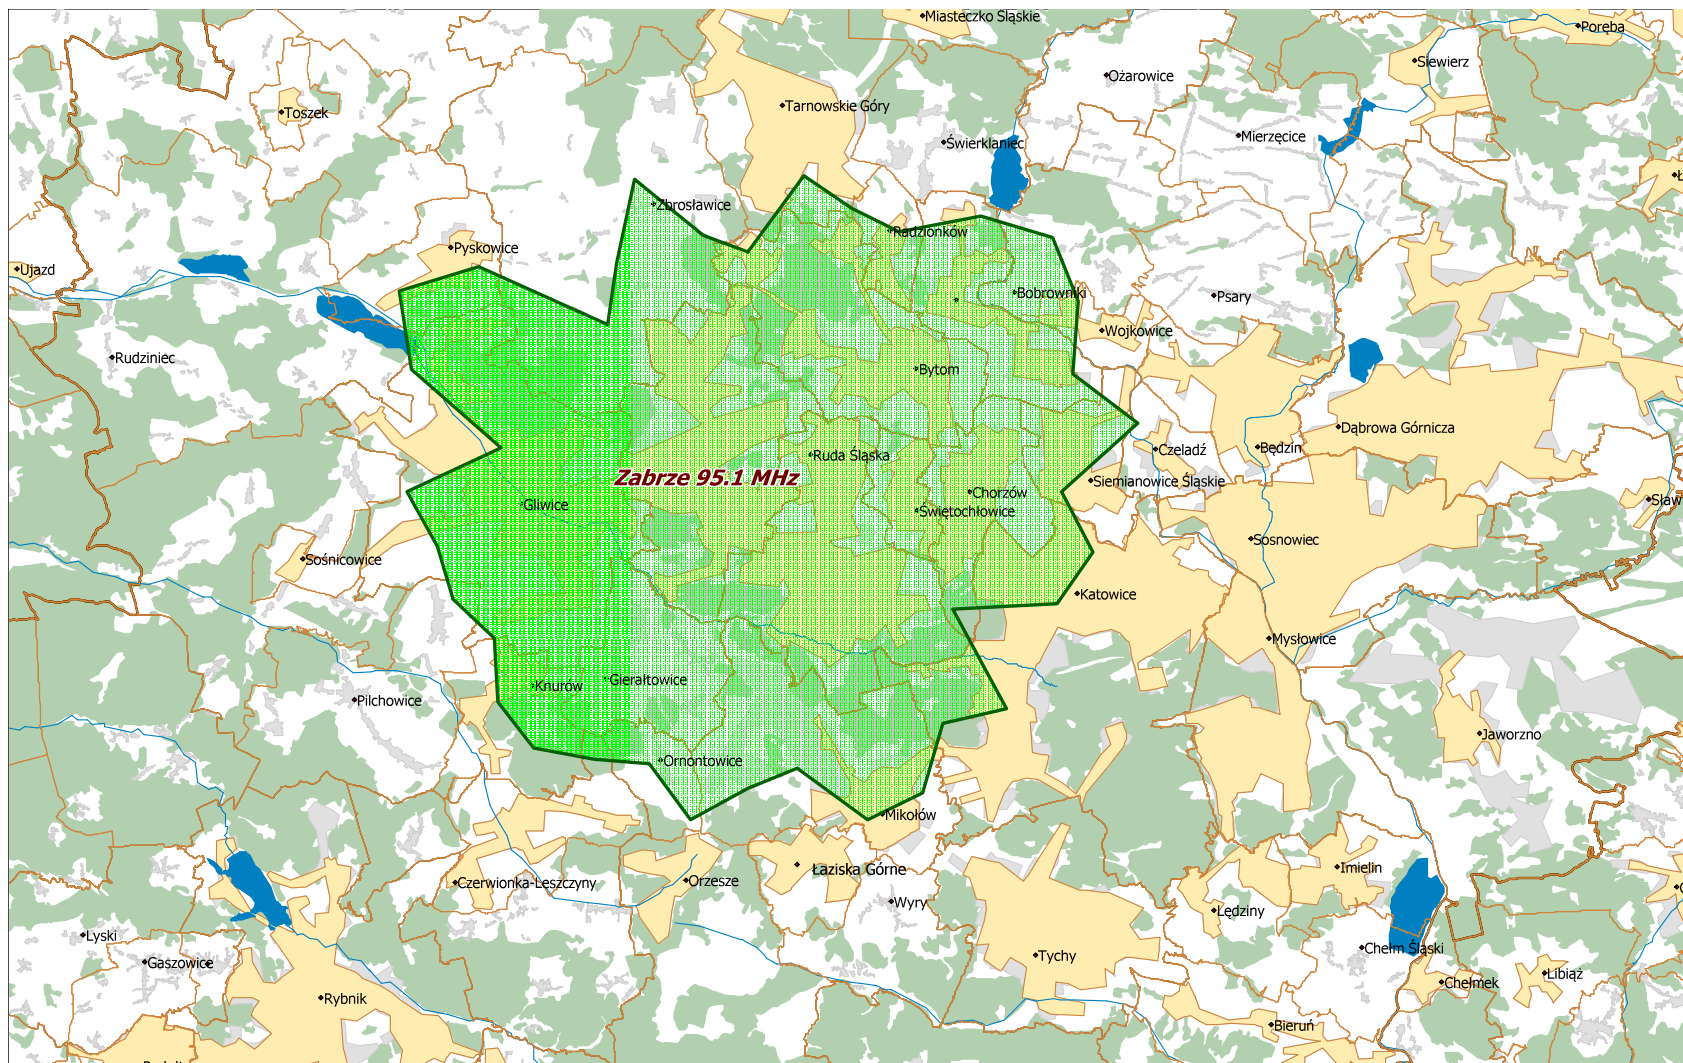 Miasteczko Śląskie
Poręba
Siewierz
Ożarowice
Toszek
Tarnowskie Góry
Mierzęcice
Świerklaniec
Zbrosławice
Radzionków
Pyskowice
Ujazd
Bobrowniki
Psary
Wojkowice
Rudziniec
Bytom
Dąbrowa Górnicza
Czeladź
Będzin
Ruda Śląska
Zabrze 95.1 MHz
Siemianowice Śląskie
Chorzów
Sław
Gliwice
Świętochłowice
Sosnowiec
Sośnicowice
Katowice
Mysłowice
Gierałtowice
Knurów
Pilchowice
Jaworzno
Ornontowice
Mikołów
Łaziska Górne
Imielin
Orzesze
Czerwionka-Leszczyny
Wyry
Lędziny
Lyski
Chełm Śląski
Tychy
Gaszowice
Libiąż
Chełmek
Rybnik
Bieruń